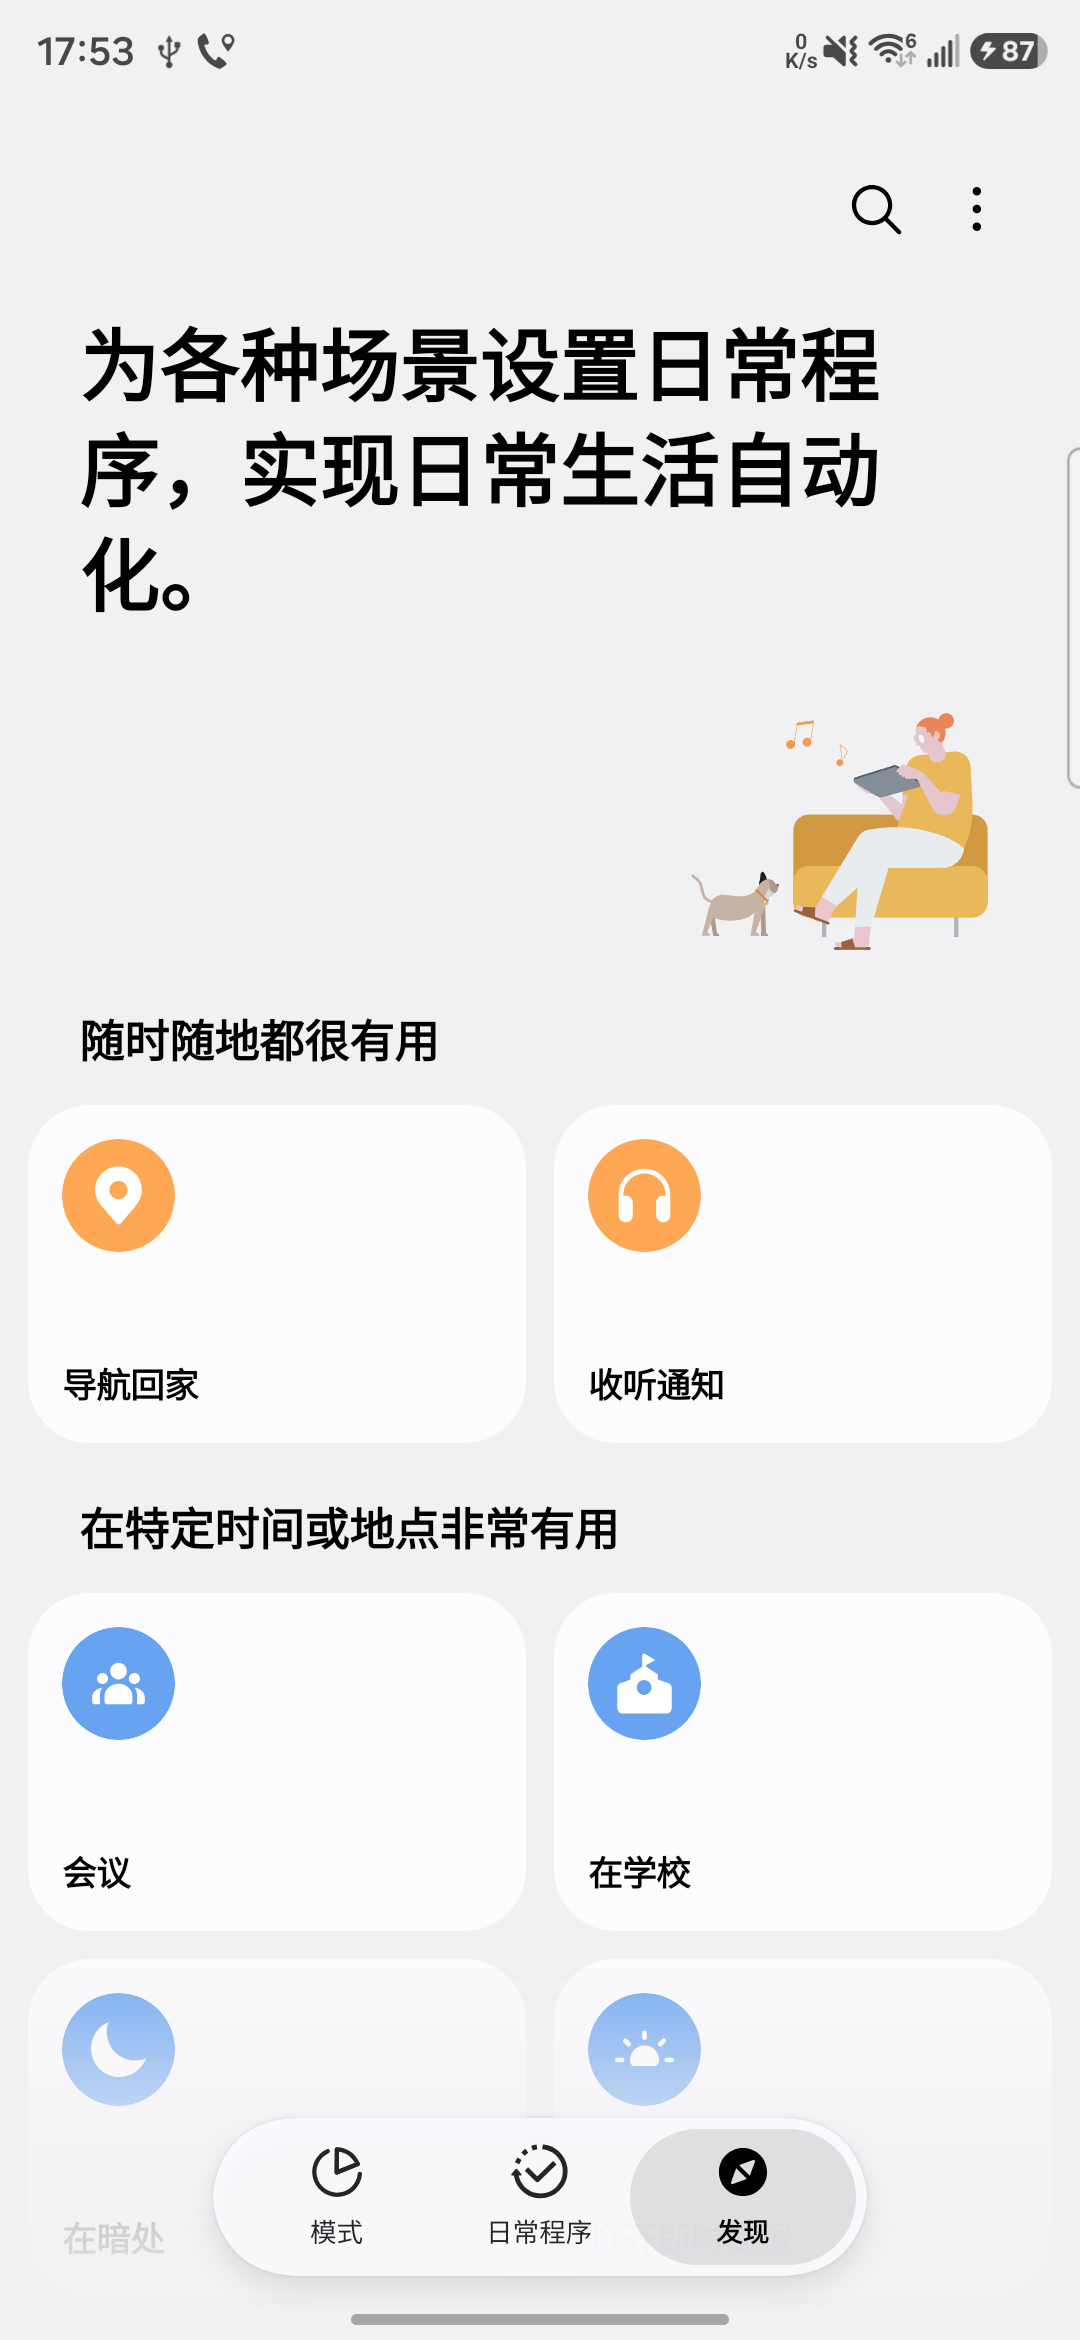 17:53
0
K/s
6
87
为各种场景设置日常程
序，实现日常生活自动
化。
随时随地都很有用
导航回家
收听通知
在特定时间或地点非常有用
会议
在学校
在暗处
模式
日常程序
发现